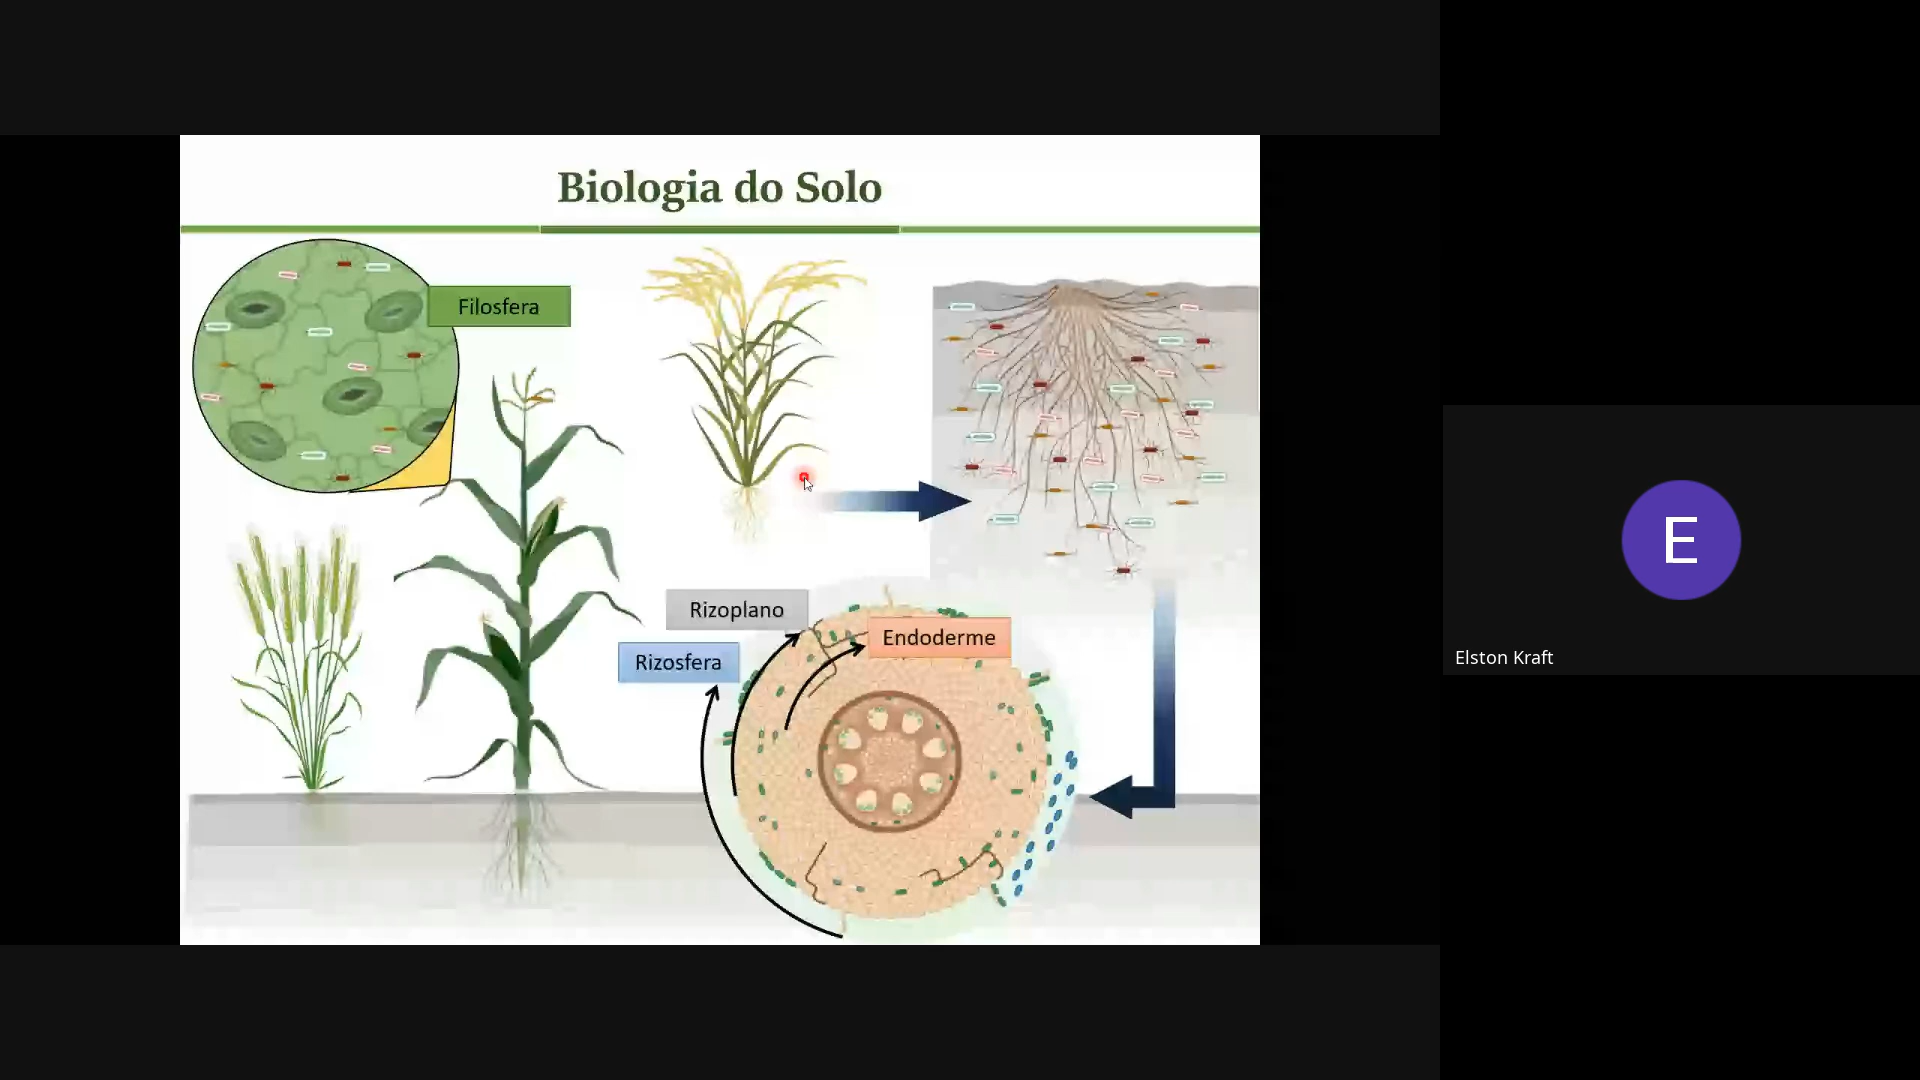 Biologia do Solo
Filosfera
Rizoplano
Endoderme
Rizosfera
E
Elston Kraft